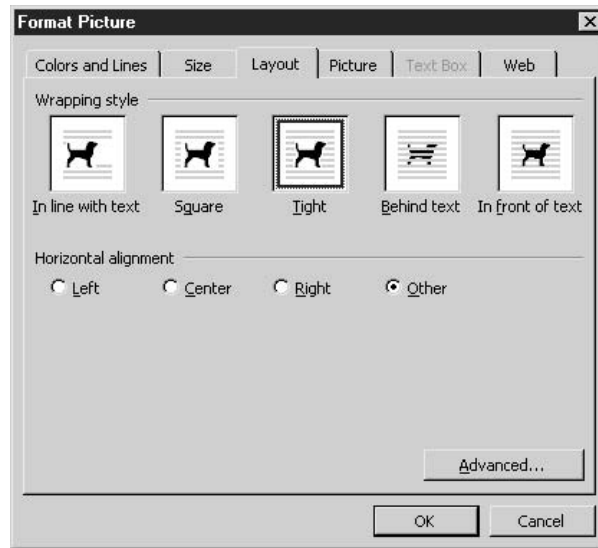 Format Picture
Colors and Lines Size Layout Picture Text Box Web
Wrapping style
In line with text Square Tight Behind text In front of text
Horizontal alignment
Left Center Right Other
Advanced...
OK Cancel